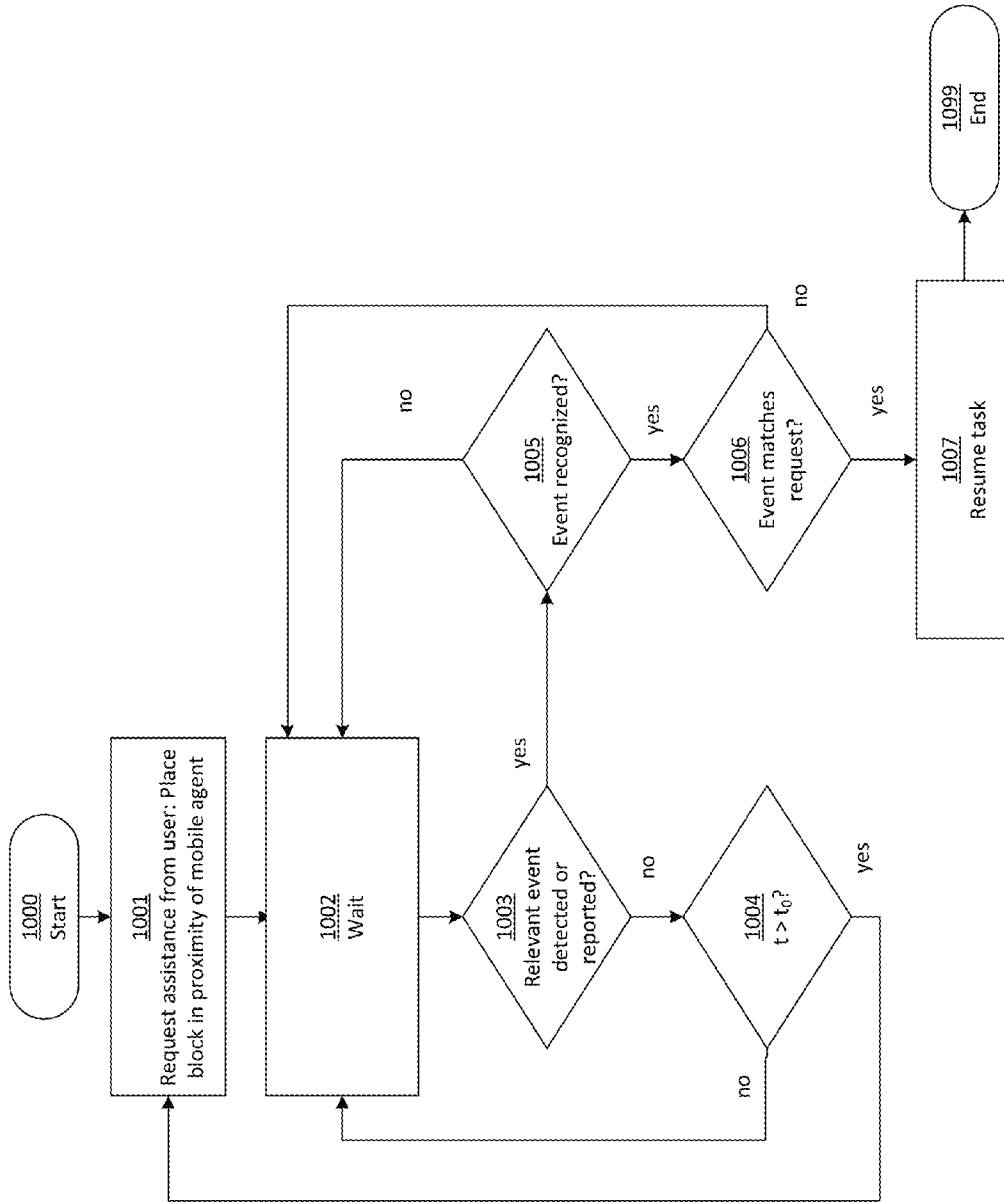 1000
Start
1001
Request assistance from user: Place
block in proximity of mobile agent
1002
Wait
1003
Relevant event
detected or
reported?
yes
no
1004
t > t₀?
no
yes
1005
Event recognized?
no
yes
1006
Event matches
request?
no
yes
1007
Resume task
1099
End